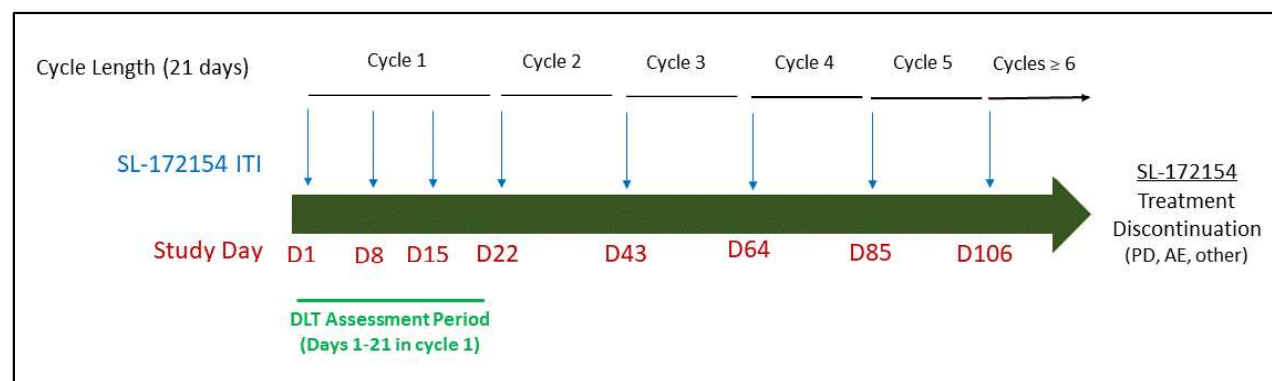 Cycle Length (21 days)
Cycle 1
Cycle 2
Cycle 3
Cycle 4
Cycle 5
Cycles ≥ 6
SL-172154 ITI
SL-172154
Treatment
Discontinuation
(PD, AE, other)
Study Day
D1
D8
D15
D22
D43
D64
D85
D106
DLT Assessment Period
(Days 1-21 in cycle 1)